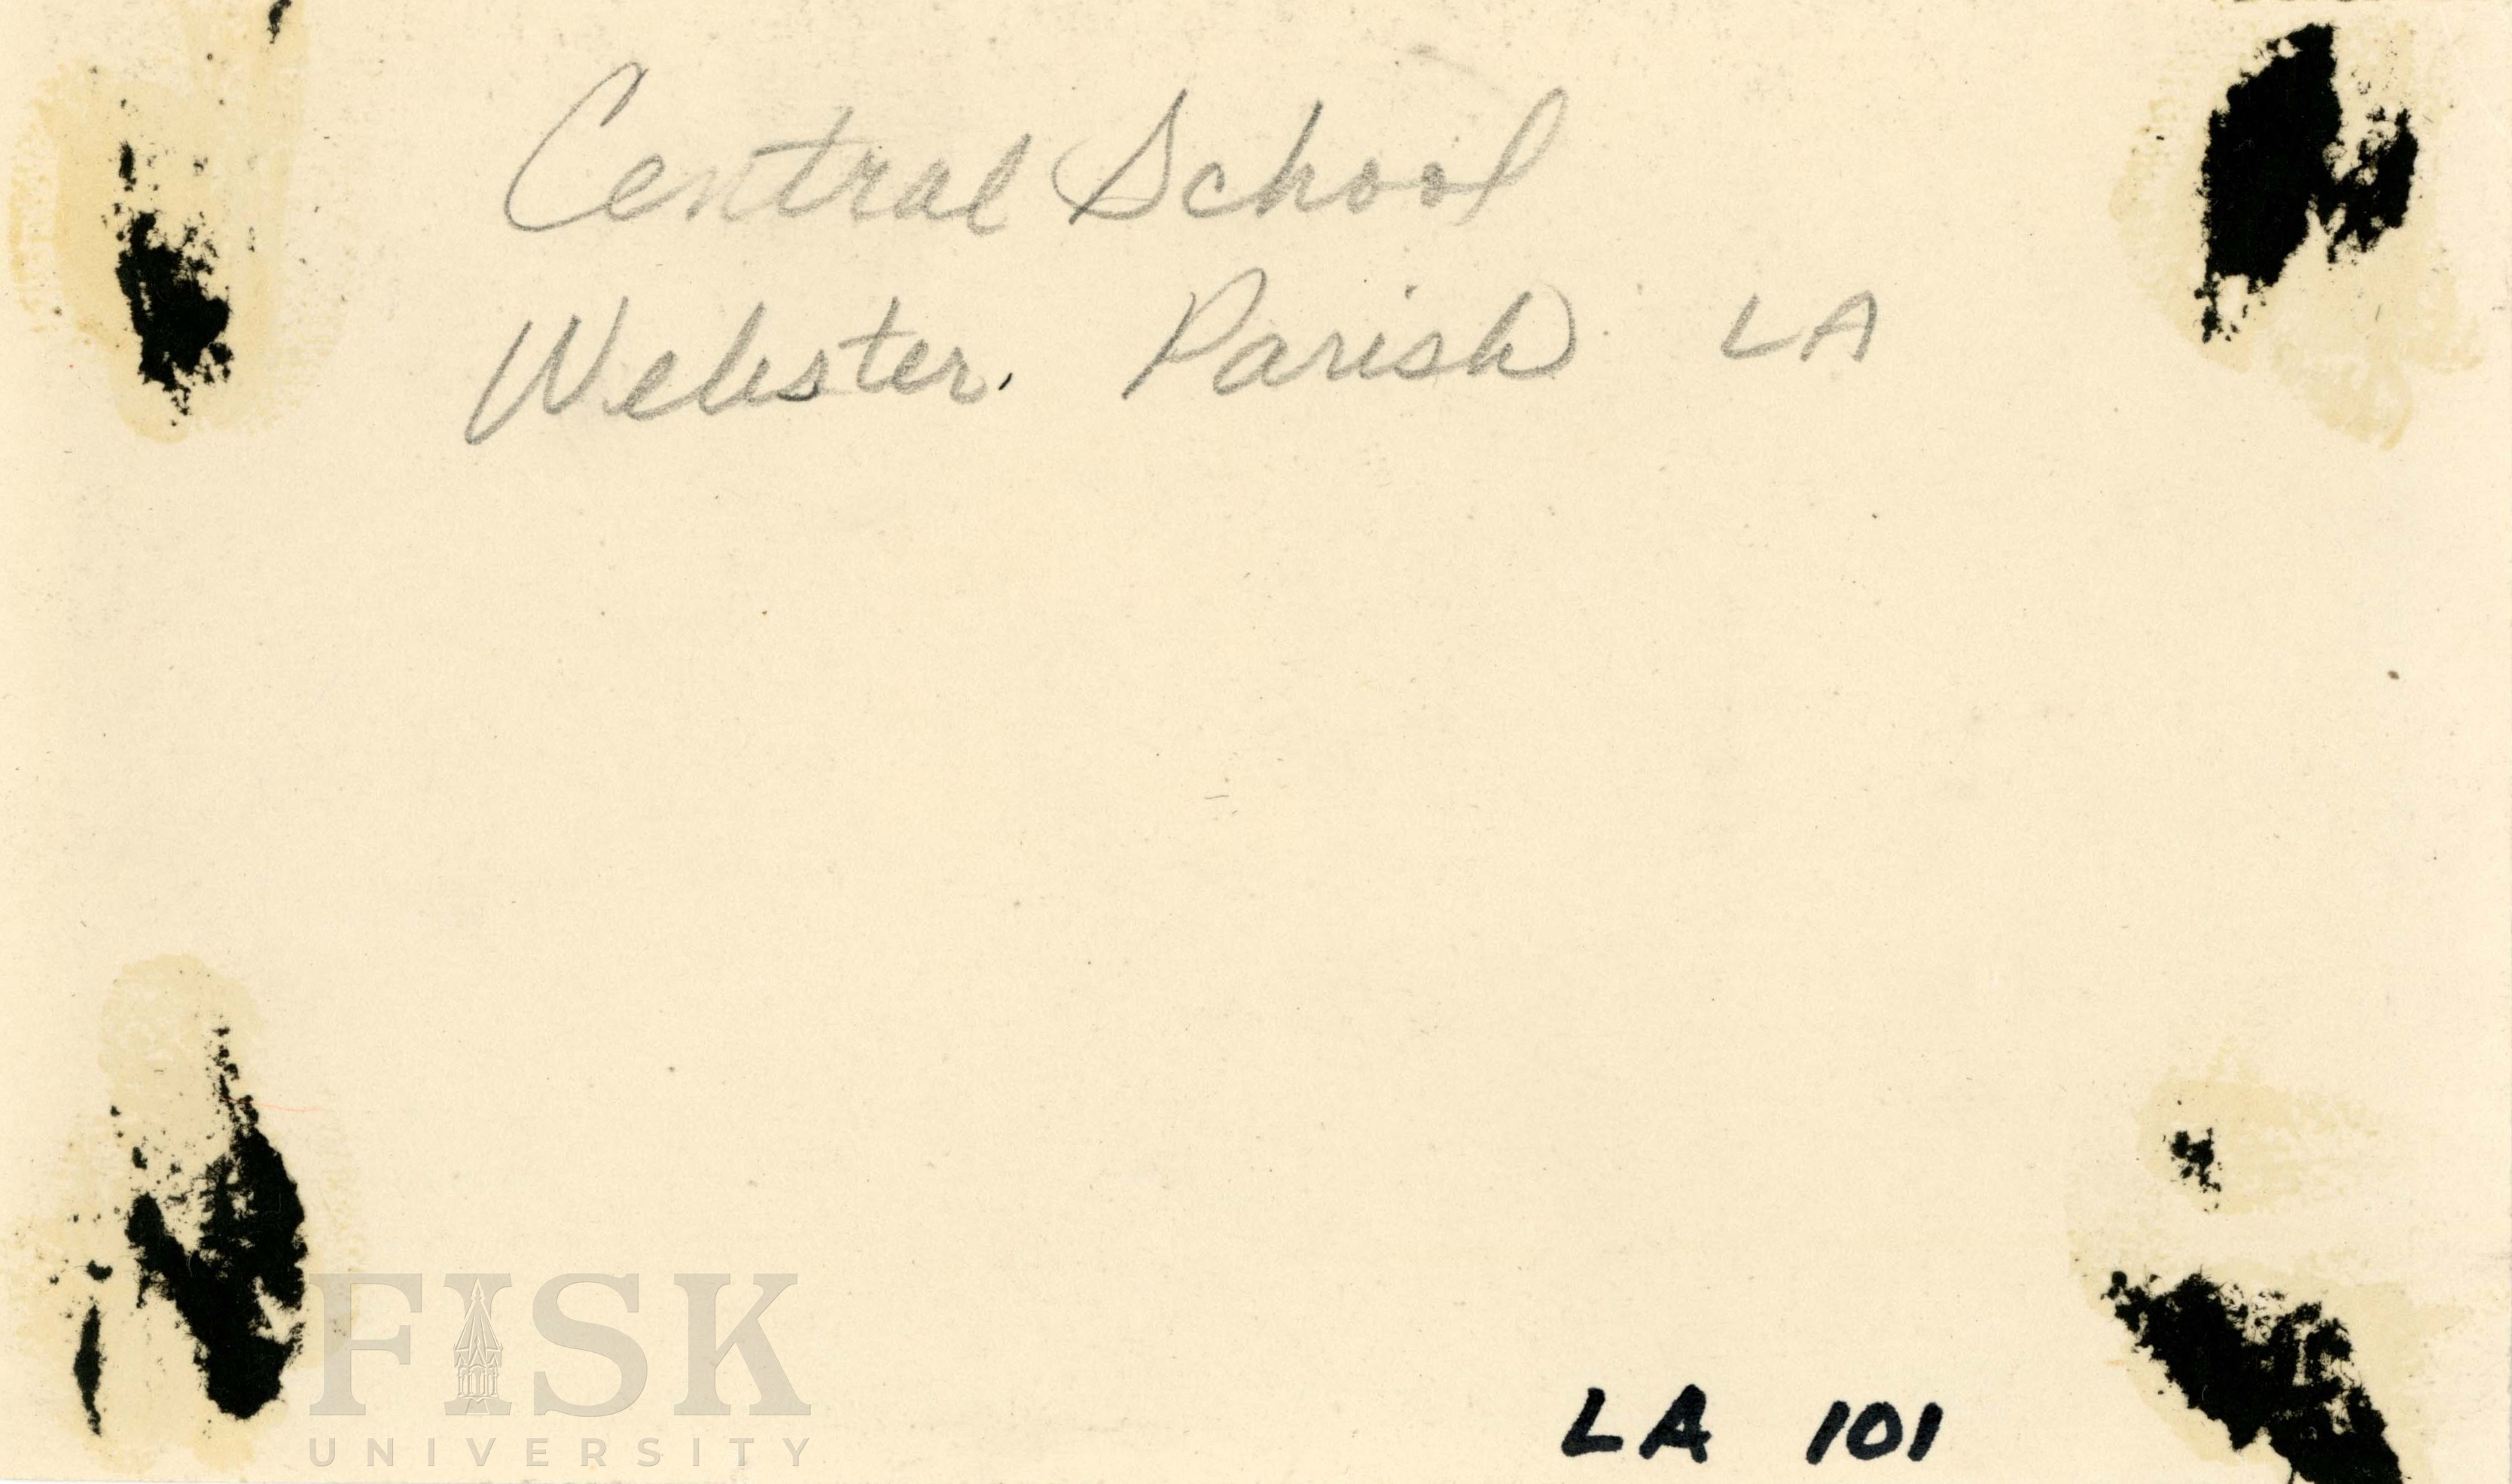 Central School
Webster. Parish LA
LA 101
FISK
UNIVERSITY